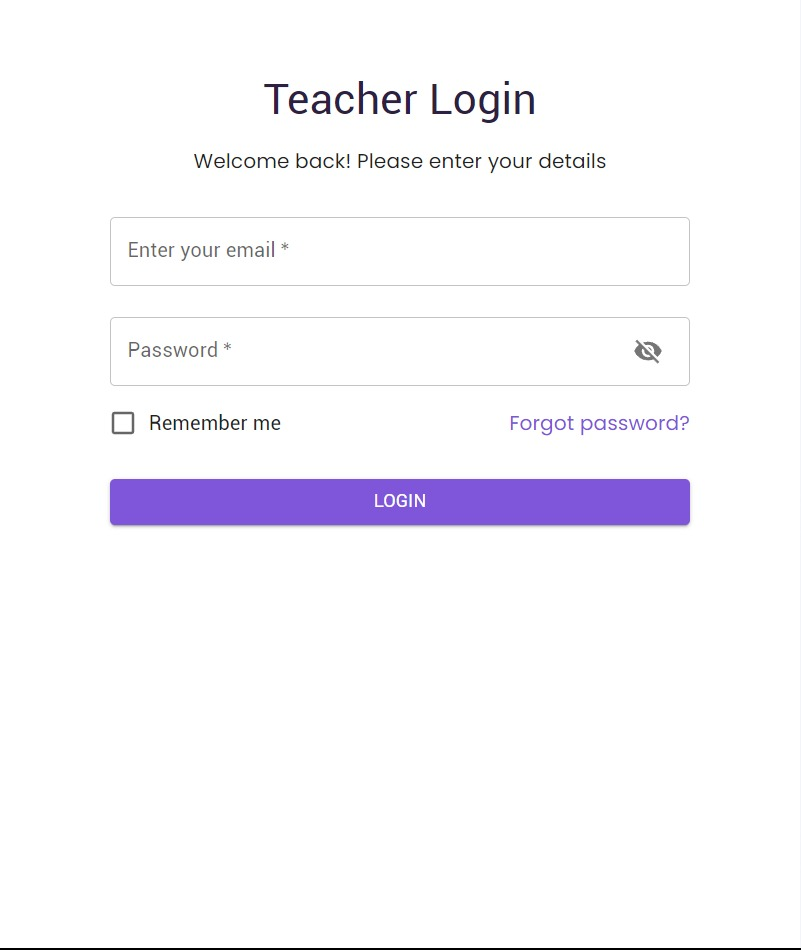 Teacher Login
Welcome back! Please enter your details
Enter your email *
Password *
Remember me
Forgot password?
LOGIN